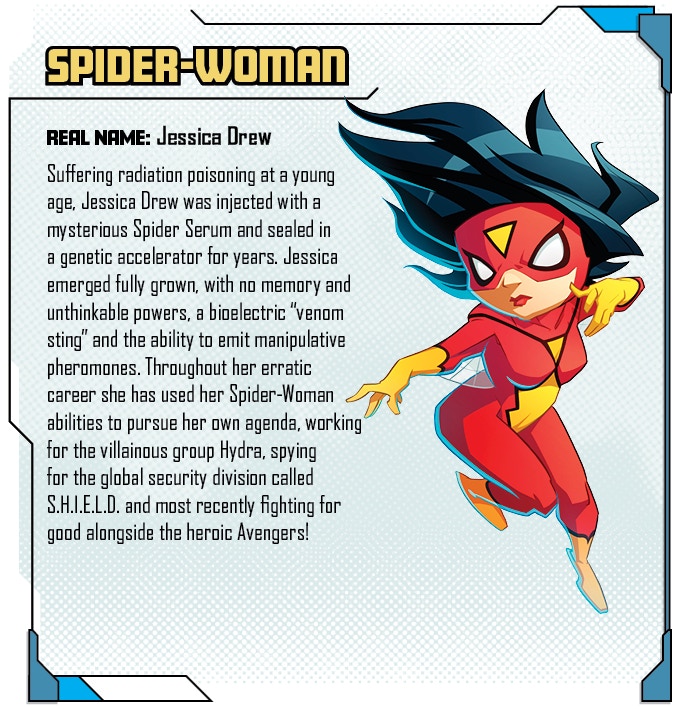 SPIDER-WOMAN
REAL NAME: Jessica Drew
Suffering radiation poisoning at a young
age, Jessica Drew was injected with a
mysterious Spider Serum and sealed in
a genetic accelerator for years. Jessica
emerged fully grown, with no memory and
unthinkable powers, a bioelectric “venom
sting” and the ability to emit manipulative
pheromones. Throughout her erratic
career she has used her Spider-Woman
abilities to pursue her own agenda, working
for the villainous group Hydra, spying
for the global security division called
S.H.I.E.L.D. and most recently fighting for
good alongside the heroic Avengers!